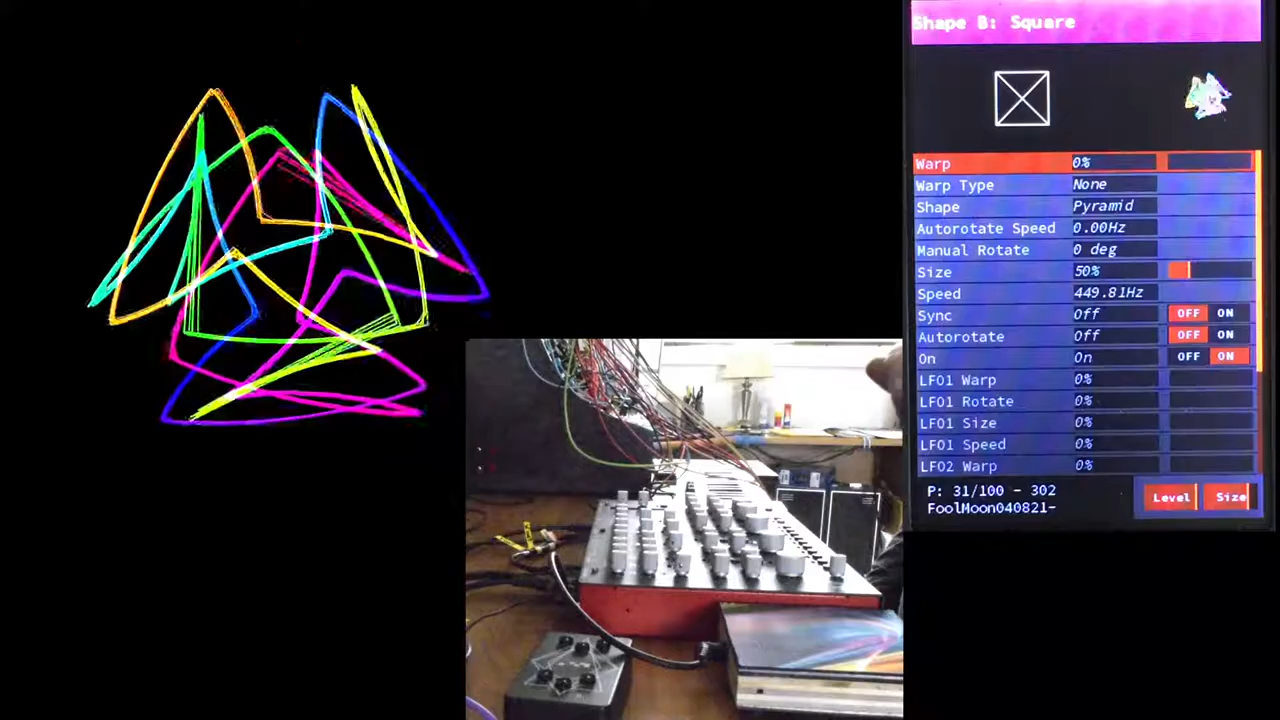 Shape B: Square
Warp 0%
Warp Type None
Shape Pyramid
Autorotate Speed 0.00Hz
Manual Rotate 0 deg
Size 50%
Speed 449.81Hz
Sync Off OFF ON
Autorotate Off OFF ON
On On OFF ON
LFO1 Warp 0%
LFO1 Rotate 0%
LFO1 Size 0%
LFO1 Speed 0%
LFO2 Warp 0%
P: 31/100 - 302
FoolMoon040821-
Level Size